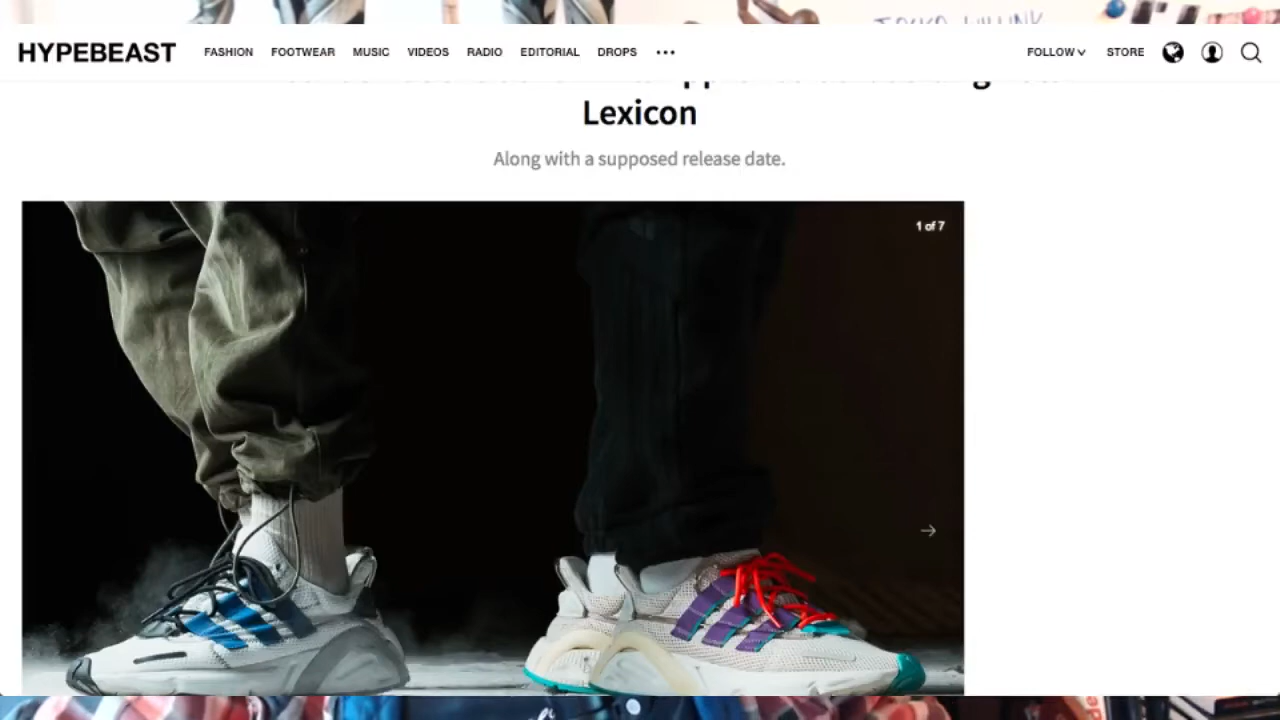 HYPEBEAST FASHION FOOTWEAR MUSIC VIDEOS RADIO EDITORIAL DROPS ••• FOLLOW STORE
Lexicon
Along with a supposed release date.
1 of 7